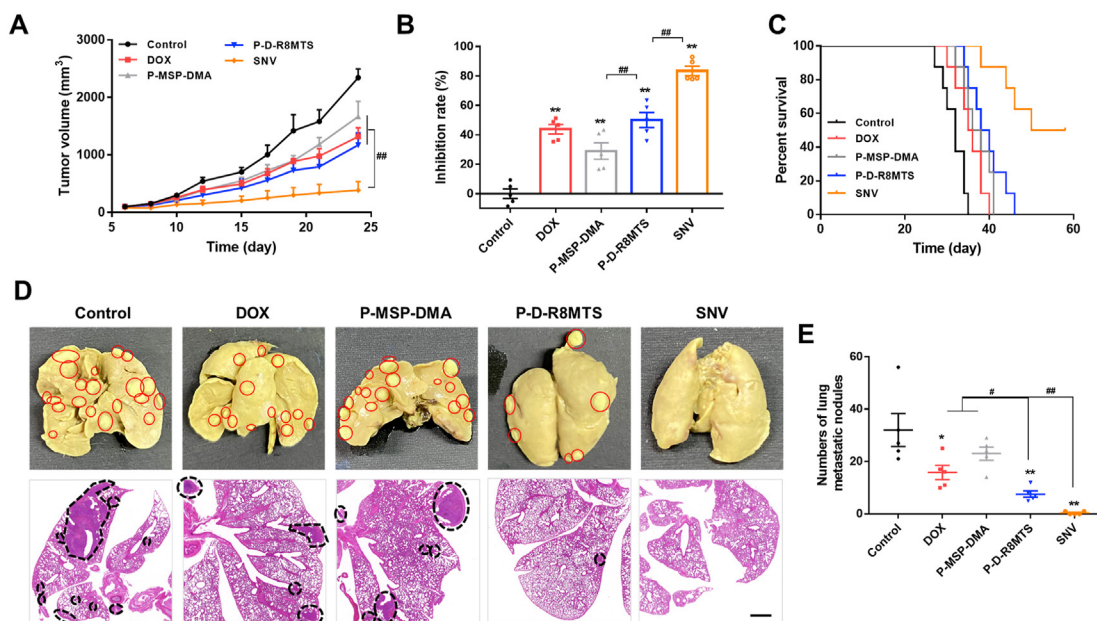 A
Tumor volume (mm³)
3000
2000
1000
0
5
10
15
20
25
Time (day)
Control
DOX
P-MSP-DMA
P-D-R8MTS
SNV
##
B
Inhibition rate (%)
100
80
60
40
20
0
**
**
##
**
##
**
Control
DOX
P-MSP-DMA
P-D-R8MTS
SNV
C
Percent survival
100
80
60
40
20
0
0
20
40
60
Time (day)
Control
DOX
P-MSP-DMA
P-D-R8MTS
SNV
D
Control DOX P-MSP-DMA P-D-R8MTS SNV
E
Numbers of lung
metastatic nodules
60
40
20
0
*
#
**
##
**
Control
DOX
P-MSP-DMA
P-D-R8MTS
SNV